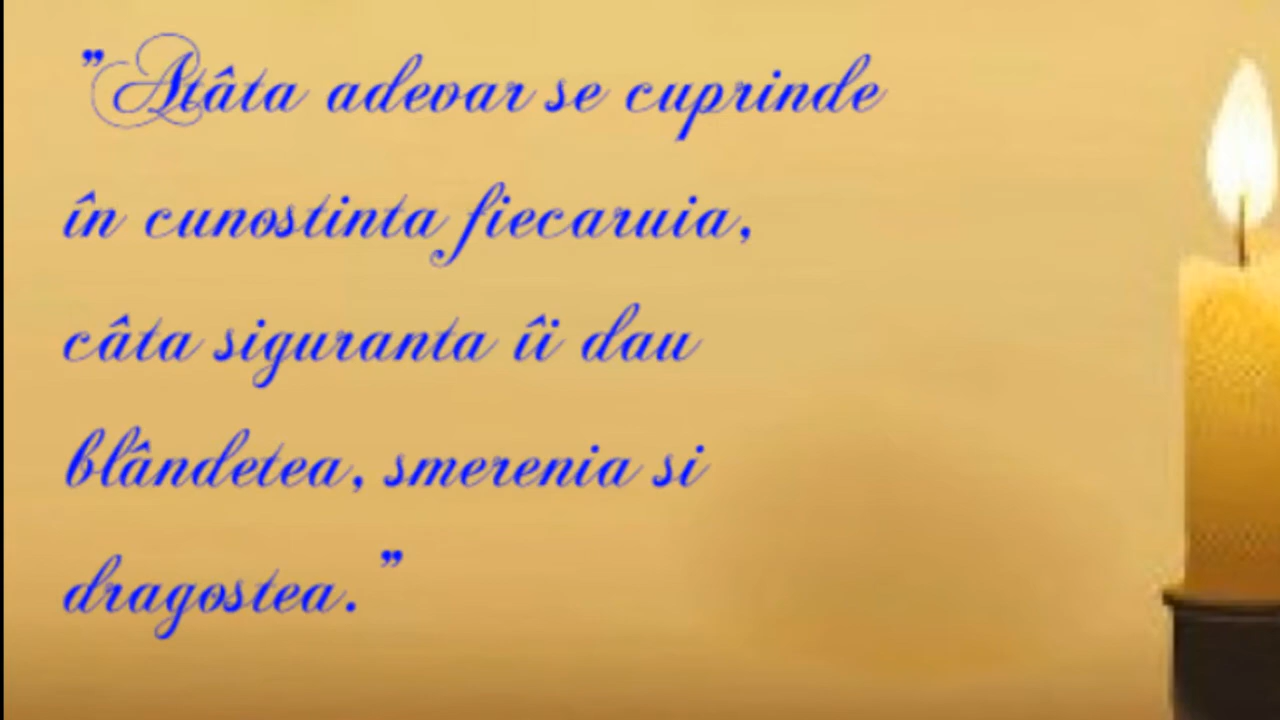 "Atâta adevar se cuprinde
în cunostinta fiecaruia,
câta siguranta îi dau
blândetea, smerenia si
dragostea."